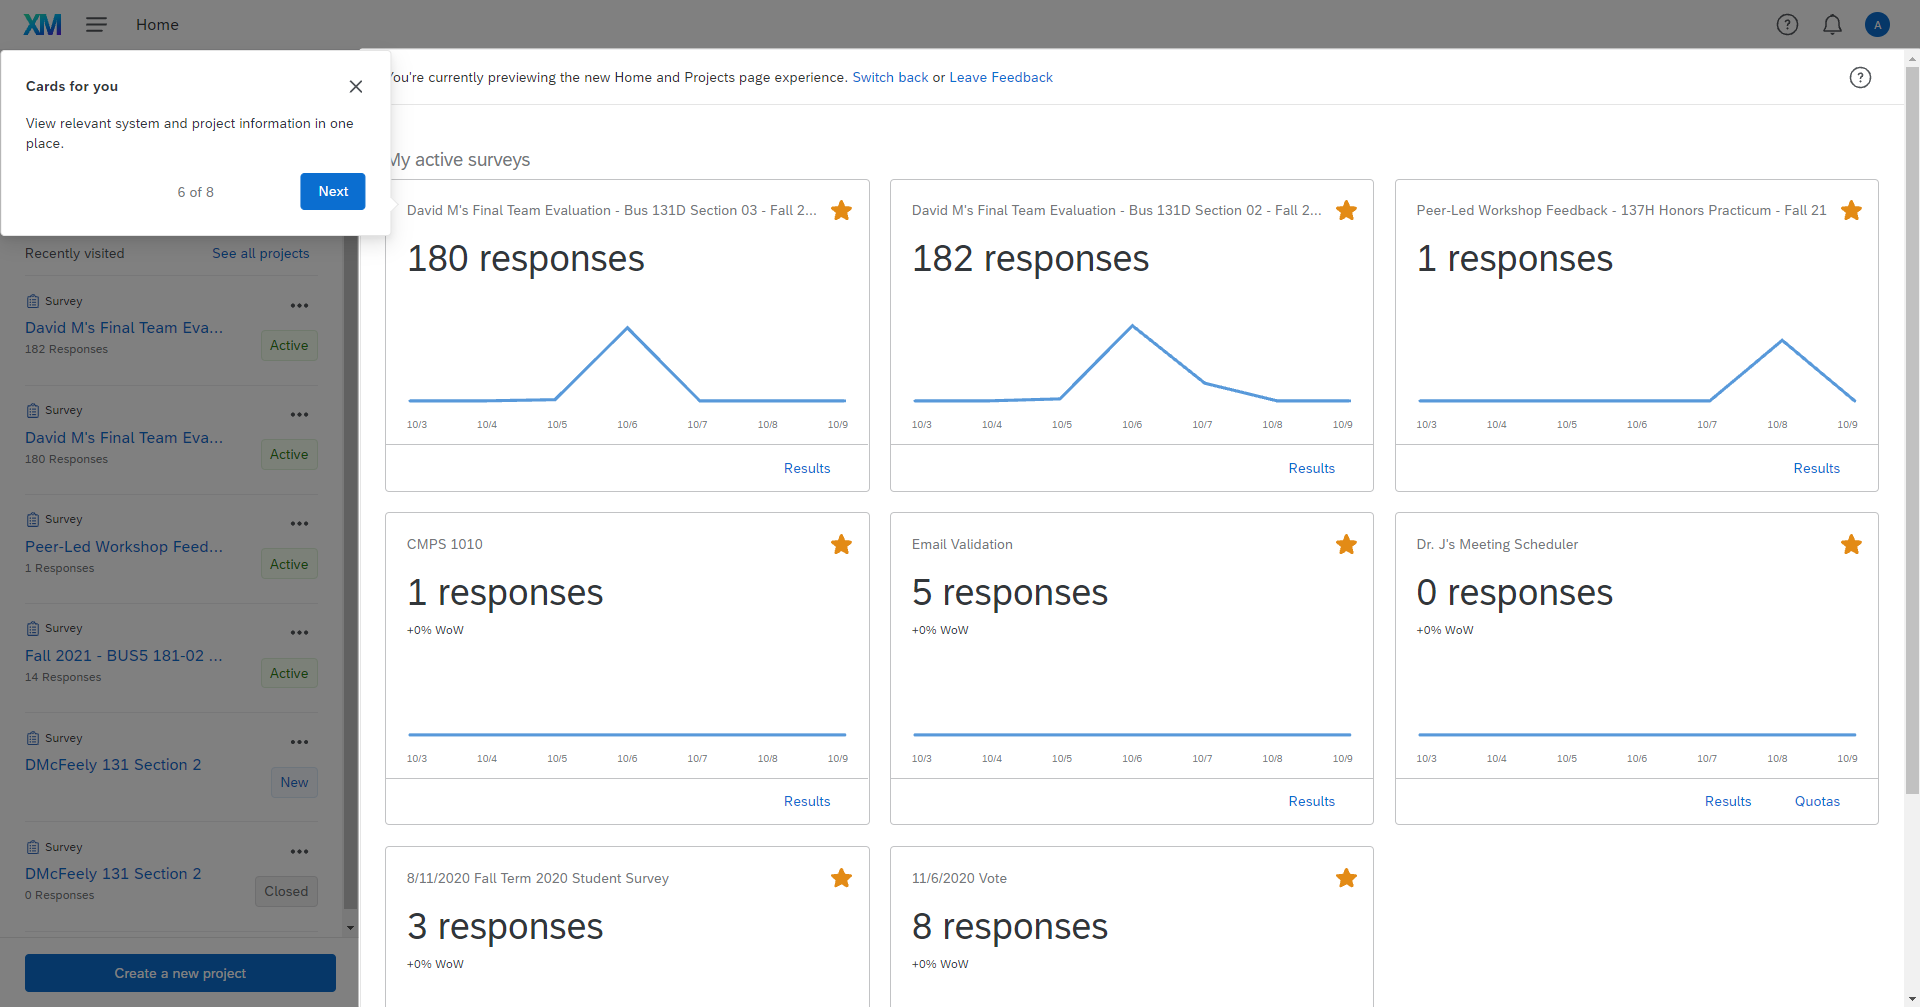 XM
Home
A
Cards for you
View relevant system and project information in one
place.
6 of 8
Next
You're currently previewing the new Home and Projects page experience. Switch back or Leave Feedback
My active surveys
Recently visited
See all projects
Survey
David M's Final Team Eva...
182 Responses
Active
Survey
David M's Final Team Eva...
180 Responses
Active
Survey
Peer-Led Workshop Feed...
1 Responses
Active
Survey
Fall 2021 - BUS5 181-02 ...
14 Responses
Active
Survey
DMcFeely 131 Section 2
New
Survey
DMcFeely 131 Section 2
0 Responses
Closed
Create a new project
David M's Final Team Evaluation - Bus 131D Section 03 - Fall 2...
180 responses
10/3 10/4 10/5 10/6 10/7 10/8 10/9
Results
David M's Final Team Evaluation - Bus 131D Section 02 - Fall 2...
182 responses
10/3 10/4 10/5 10/6 10/7 10/8 10/9
Results
Peer-Led Workshop Feedback - 137H Honors Practicum - Fall 21
1 responses
10/3 10/4 10/5 10/6 10/7 10/8 10/9
Results
CMPS 1010
1 responses
+0% WoW
10/3 10/4 10/5 10/6 10/7 10/8 10/9
Results
Email Validation
5 responses
+0% WoW
10/3 10/4 10/5 10/6 10/7 10/8 10/9
Results
Dr. J's Meeting Scheduler
0 responses
+0% WoW
10/3 10/4 10/5 10/6 10/7 10/8 10/9
Results Quotas
8/11/2020 Fall Term 2020 Student Survey
3 responses
+0% WoW
11/6/2020 Vote
8 responses
+0% WoW